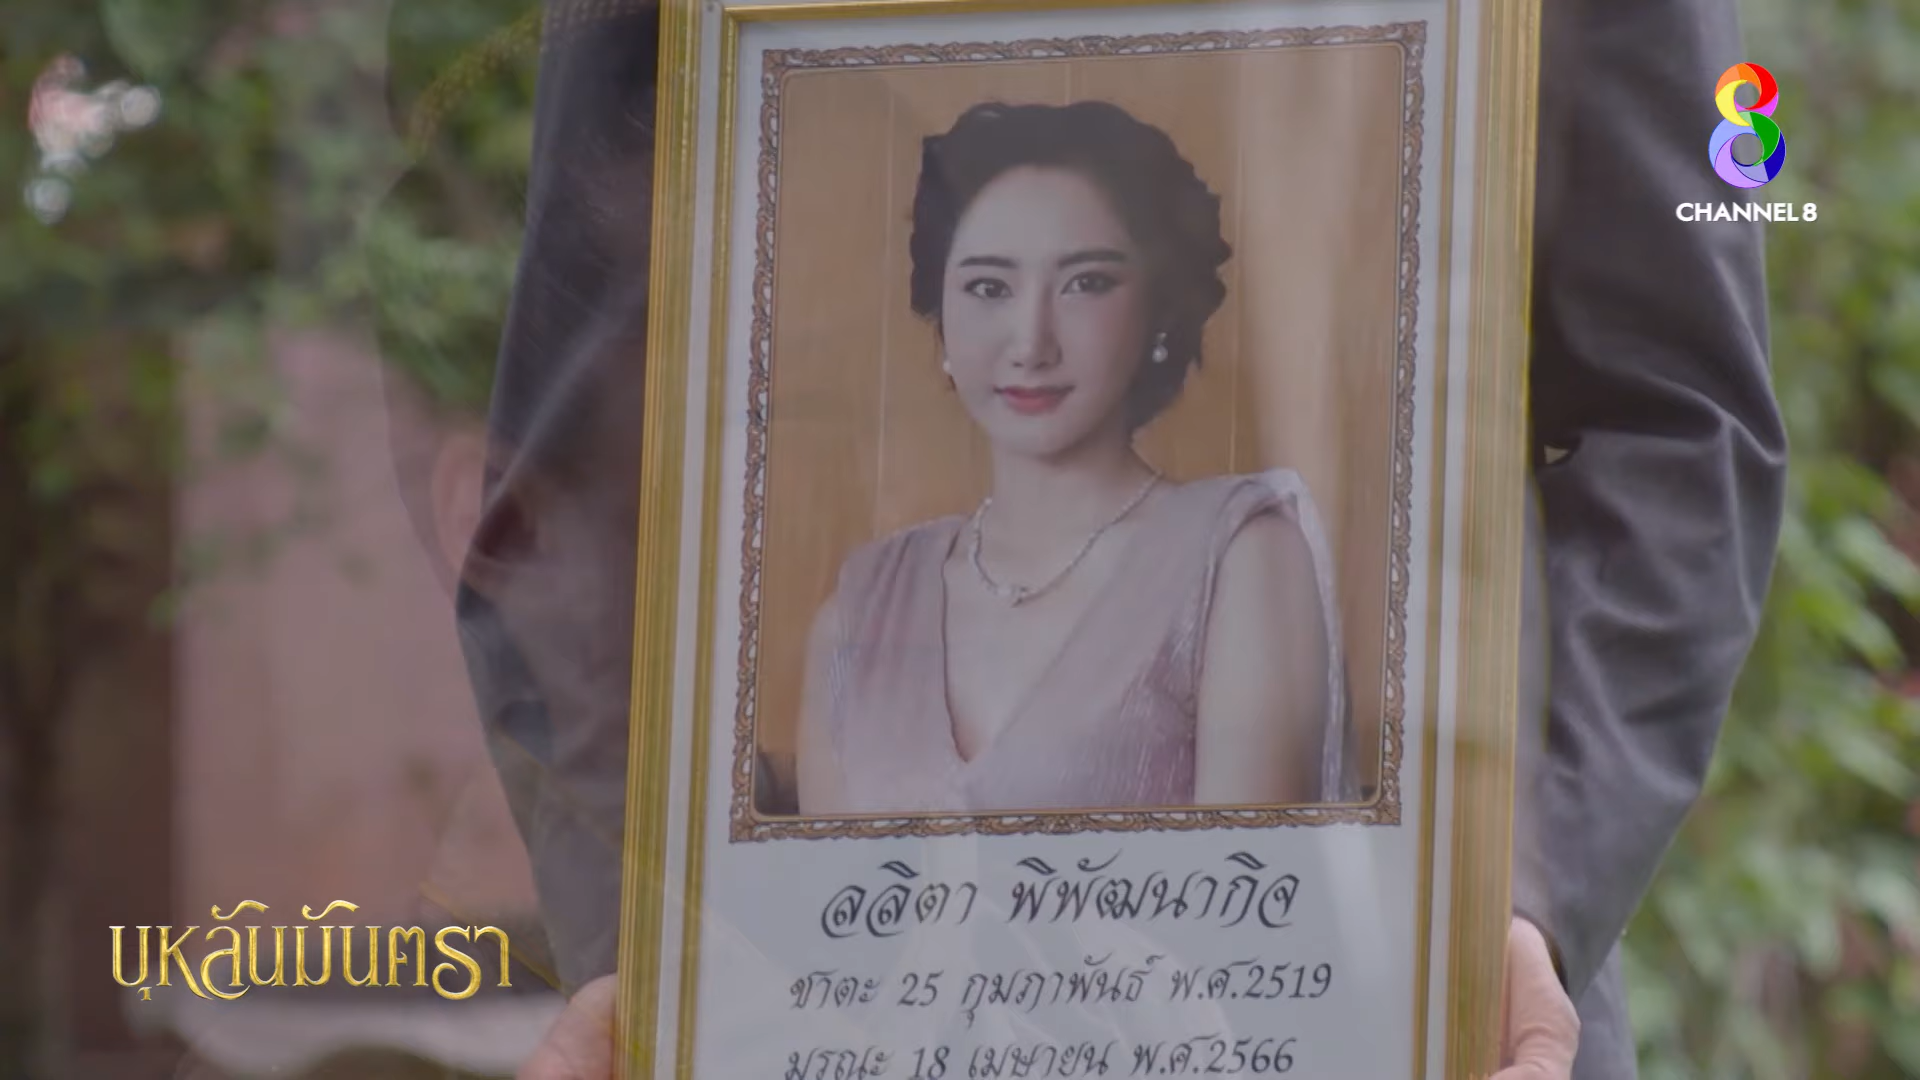 CHANNEL 8
ลลิตา พิพัฒนากิจ
บุหลันมันตรา
ชาตะ 25 กุมภาพันธ์ พ.ศ.2519
มรณะ 18 เมษายน พ.ศ.2566